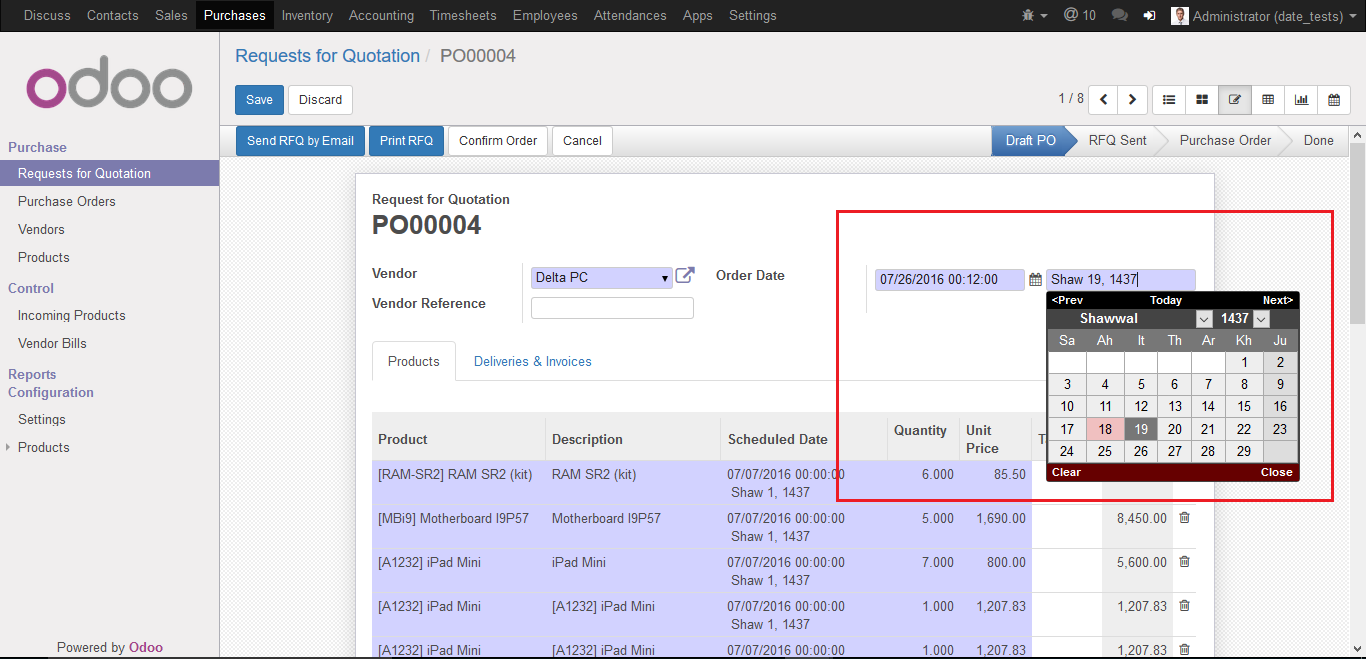 Discuss Contacts Sales Purchases Inventory Accounting Timesheets Employees Attendances Apps Settings @ 10 Administrator (date_tests)
odoo
Requests for Quotation / PO00004
Save Discard 1 / 8
Send RFQ by Email Print RFQ Confirm Order Cancel Draft PO RFQ Sent Purchase Order Done
Purchase
Requests for Quotation
Purchase Orders
Vendors
Products
Control
Incoming Products
Vendor Bills
Reports
Configuration
Settings
Products
Powered by Odoo
Request for Quotation
PO00004
Vendor Delta PC Order Date 07/26/2016 00:12:00 Shaw 19, 1437
Vendor Reference
<Prev Today Next>
Shawwal 1437
Sa Ah It Th Ar Kh Ju
1 2
3 4 5 6 7 8 9
10 11 12 13 14 15 16
17 18 19 20 21 22 23
24 25 26 27 28 29
Clear Close
Products Deliveries & Invoices
Product Description Scheduled Date Quantity Unit Price
[RAM-SR2] RAM SR2 (kit) RAM SR2 (kit) 07/07/2016 00:00:00 6.000 85.50
Shaw 1, 1437
[MBi9] Motherboard I9P57 Motherboard I9P57 07/07/2016 00:00:00 5.000 1,690.00 8,450.00
Shaw 1, 1437
[A1232] iPad Mini iPad Mini 07/07/2016 00:00:00 7.000 800.00 5,600.00
Shaw 1, 1437
[A1232] iPad Mini [A1232] iPad Mini 07/07/2016 00:00:00 1.000 1,207.83 1,207.83
Shaw 1, 1437
[A1232] iPad Mini [A1232] iPad Mini 07/07/2016 00:00:00 1.000 1,207.83 1,207.83